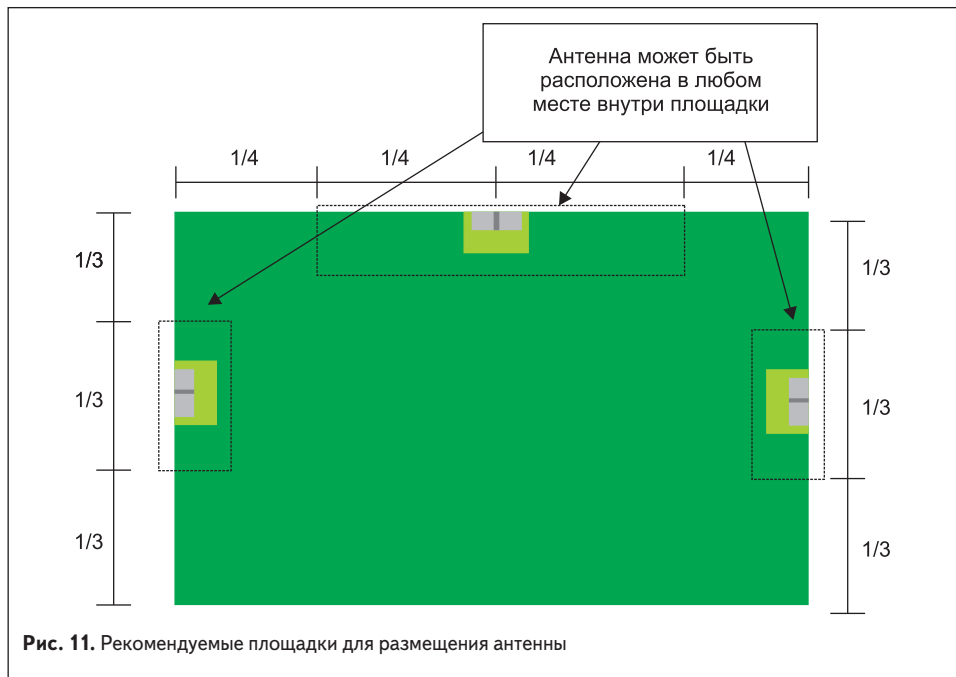 Антенна может быть
расположена в любом
месте внутри площадки
1/4 1/4 1/4 1/4
1/3
1/3
1/3
1/3
1/3
1/3
Рис. 11. Рекомендуемые площадки для размещения антенны